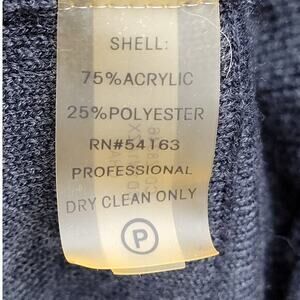 SHELL:
75%ACRYLIC
25%POLYESTER
RN#54163
PROFESSIONAL
DRY CLEAN ONLY
P